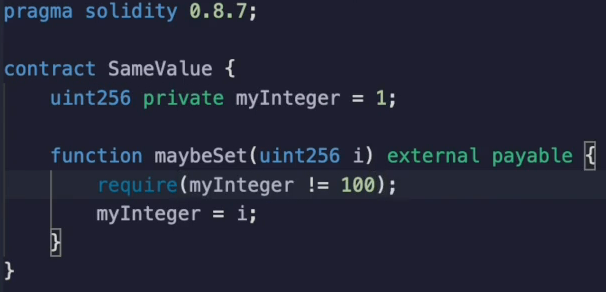 pragma solidity 0.8.7;
contract SameValue {
uint256 private myInteger = 1;
function maybeSet(uint256 i) external payable {
require(myInteger != 100);
myInteger = i;
}
}